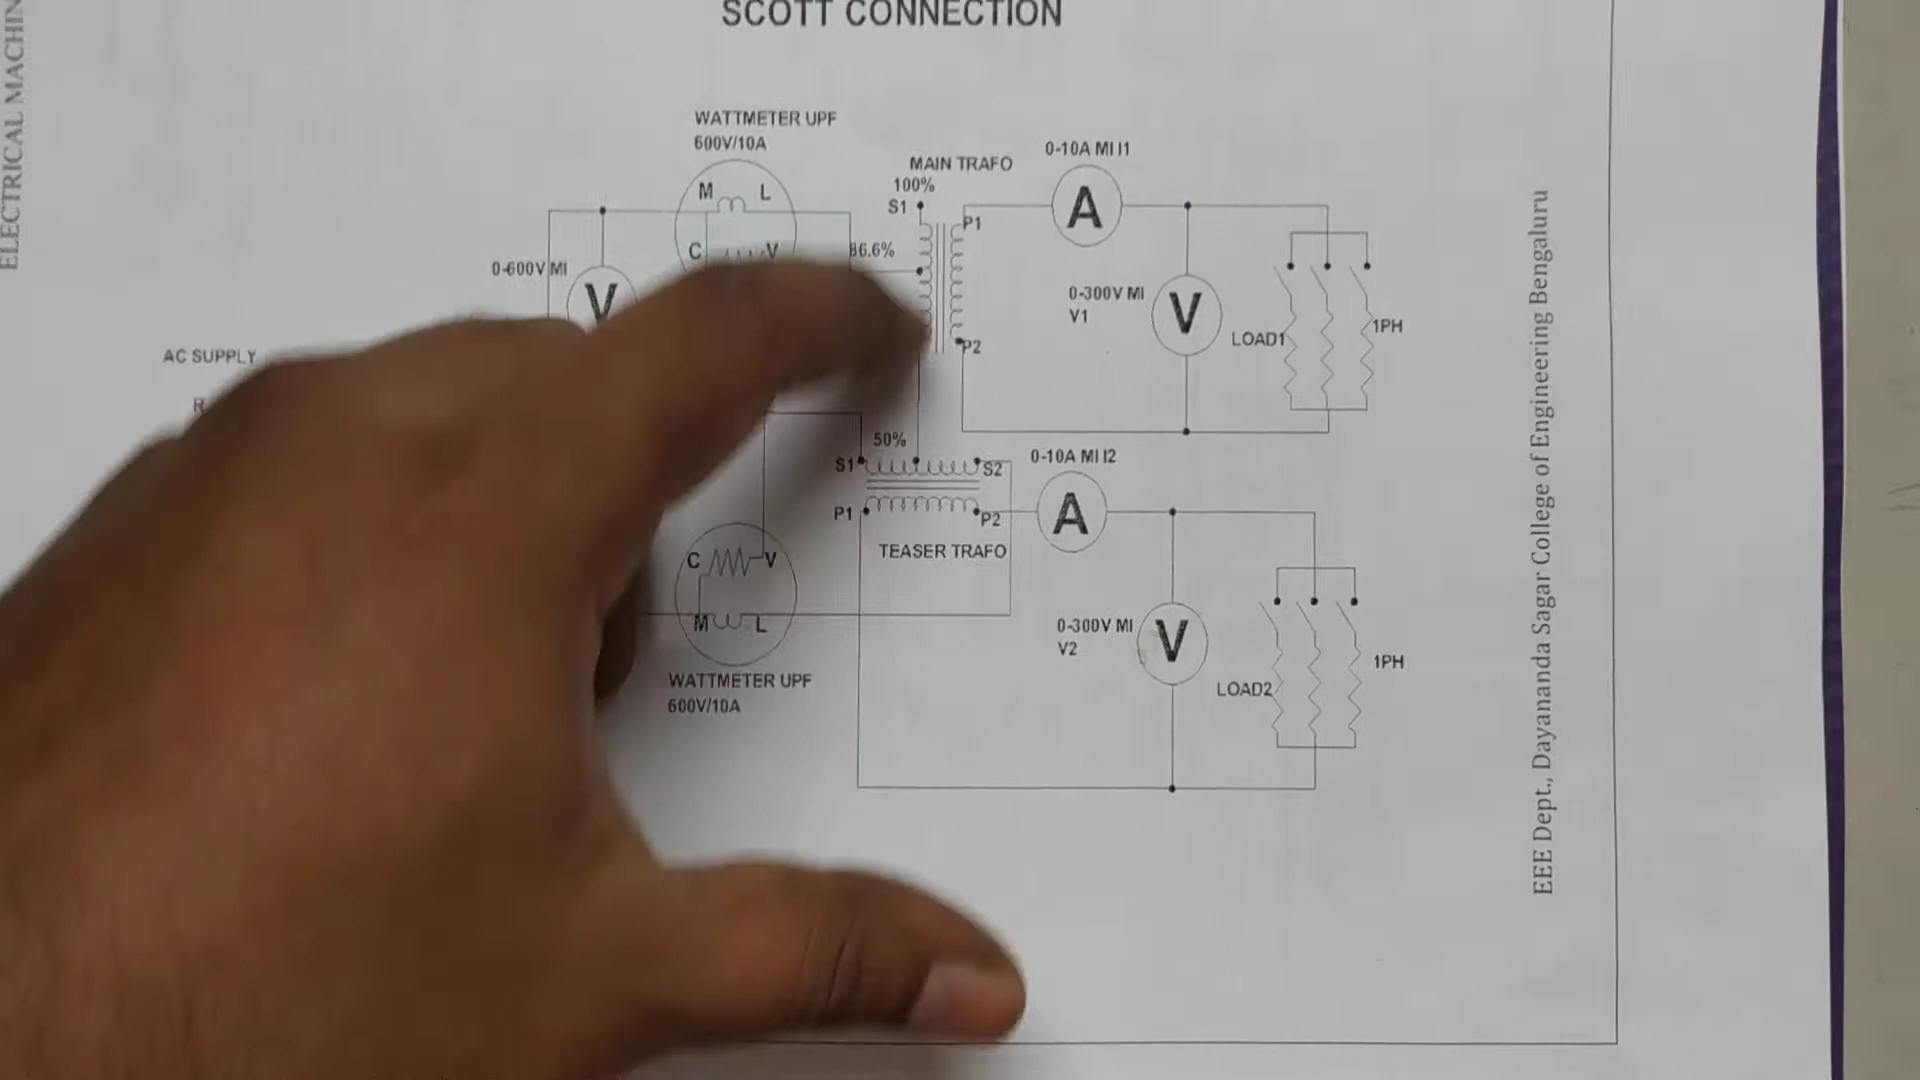 SCOTT CONNECTION
ELECTRICAL MACHIN
WATTMETER UPF
600V/10A
M L
C V
0-600V MI
V
AC SUPPLY
R
MAIN TRAFO
100%
S1
86.6%
P1
P2
0-10A MI I1
A
0-300V MI
V1
V
LOAD1
1PH
50%
S1
S2
P1
P2
TEASER TRAFO
0-10A MI I2
A
C V
M L
WATTMETER UPF
600V/10A
0-300V MI
V2
V
LOAD2
1PH
EEE Dept., Dayananda Sagar College of Engineering Bengaluru